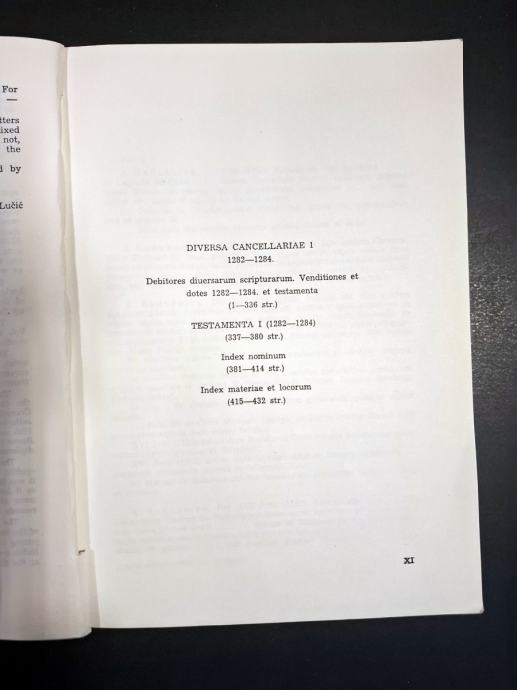 For
—
tters
ixed
not,
the
d by
Lučić
DIVERSA CANCELLARIAE 1
1282—1284.
Debitores diuersarum scripturarum. Venditiones et
dotes 1282—1284. et testamenta
(1—336 str.)
TESTAMENTA I (1282—1284)
(337—380 str.)
Index nominum
(381—414 str.)
Index materiae et locorum
(415—432 str.)
XI